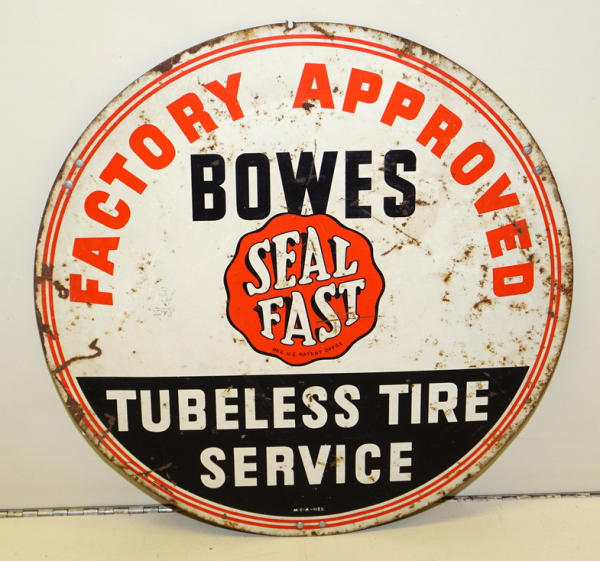 FACTORY APPROVED
BOWES
SEAL
FAST
REG. U.S. PATENT OFFICE
TUBELESS TIRE
SERVICE